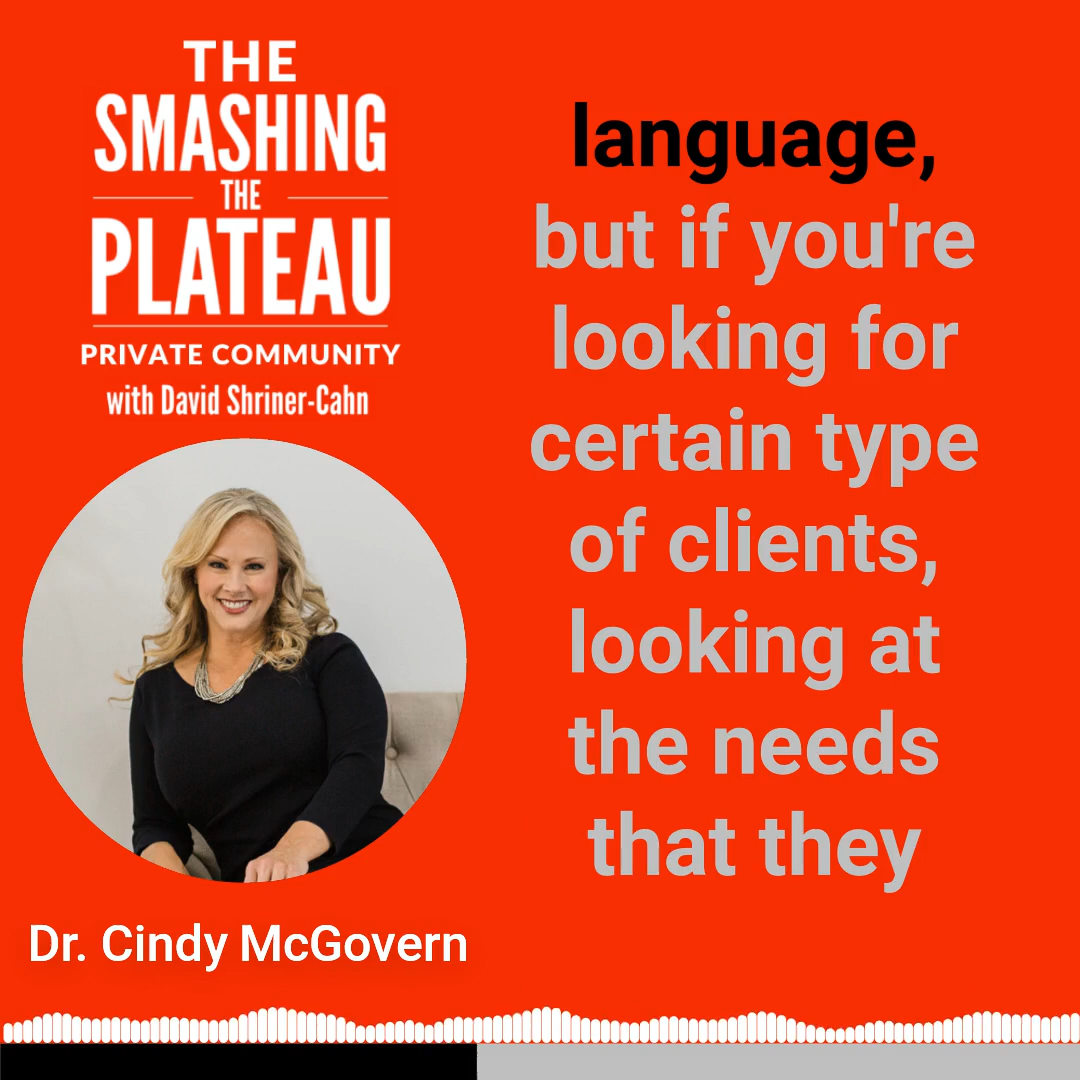 THE
SMASHING
THE
PLATEAU
PRIVATE COMMUNITY
with David Shriner-Cahn
Dr. Cindy McGovern
language,
but if you're
looking for
certain type
of clients,
looking at
the needs
that they